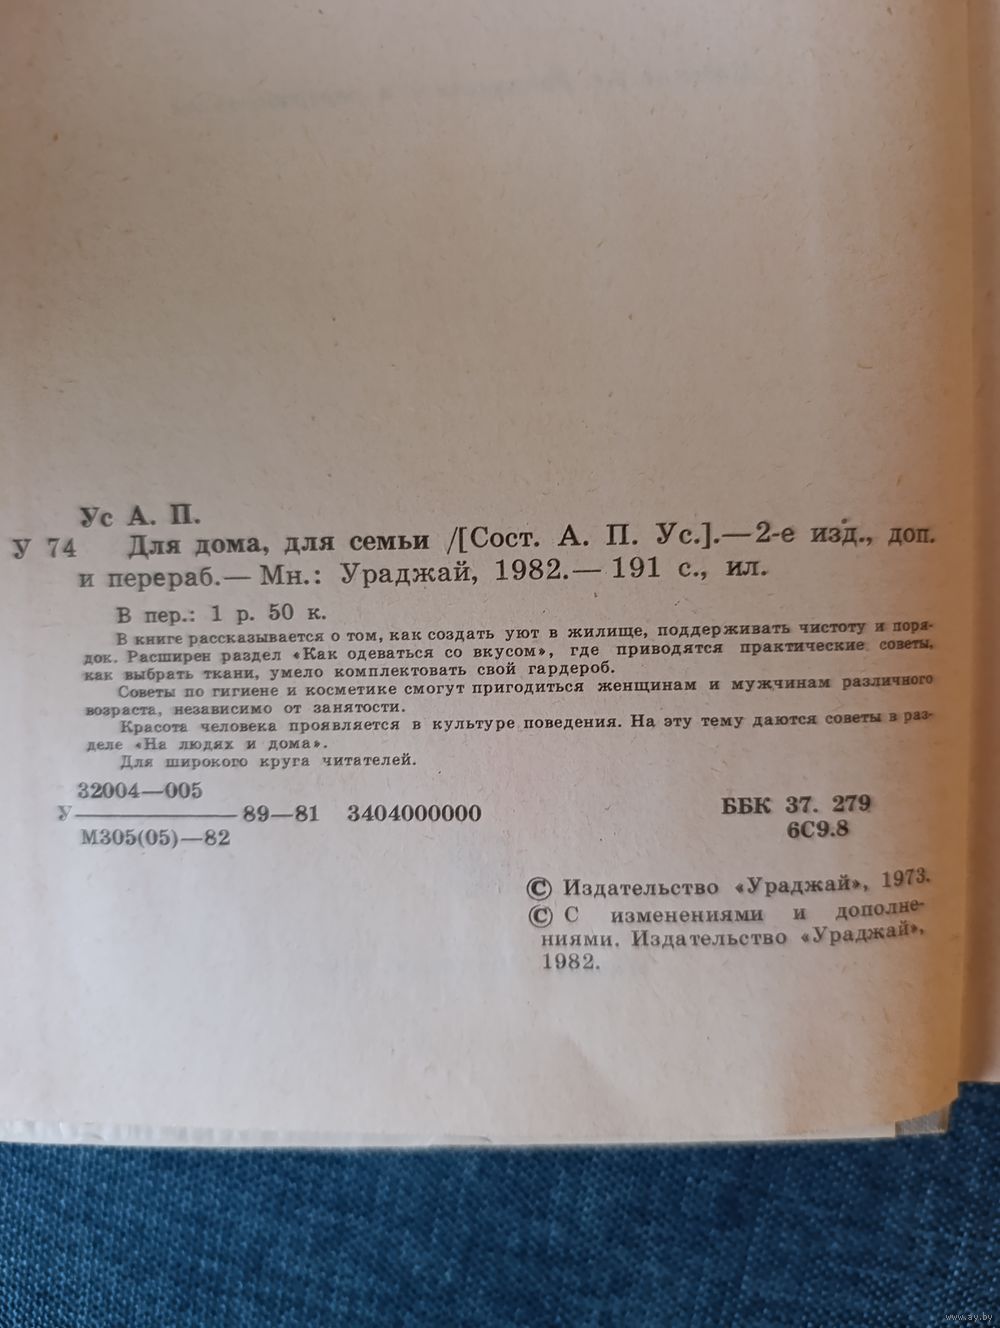 Ус А. П.
У 74 Для дома, для семьи /[Сост. А. П. Ус.].—2-е изд., доп.
и перераб.— Мн.: Ураджай, 1982.— 191 с., ил.
В пер.: 1 р. 50 к.
В книге рассказывается о том, как создать уют в жилище, поддерживать чистоту и поря-
док. Расширен раздел «Как одеваться со вкусом», где приводятся практические советы,
как выбрать ткани, умело комплектовать свой гардероб.
Советы по гигиене и косметике смогут пригодиться женщинам и мужчинам различного
возраста, независимо от занятости.
Красота человека проявляется в культуре поведения. На эту тему даются советы в раз-
деле «На людях и дома».
Для широкого круга читателей.
32004—005
У———— 89—81 3404000000
М305(05)—82
ББК 37. 279
6С9.8
© Издательство «Ураджай», 1973.
© С изменениями и дополне-
ниями. Издательство «Ураджай»,
1982.
www.ay.by